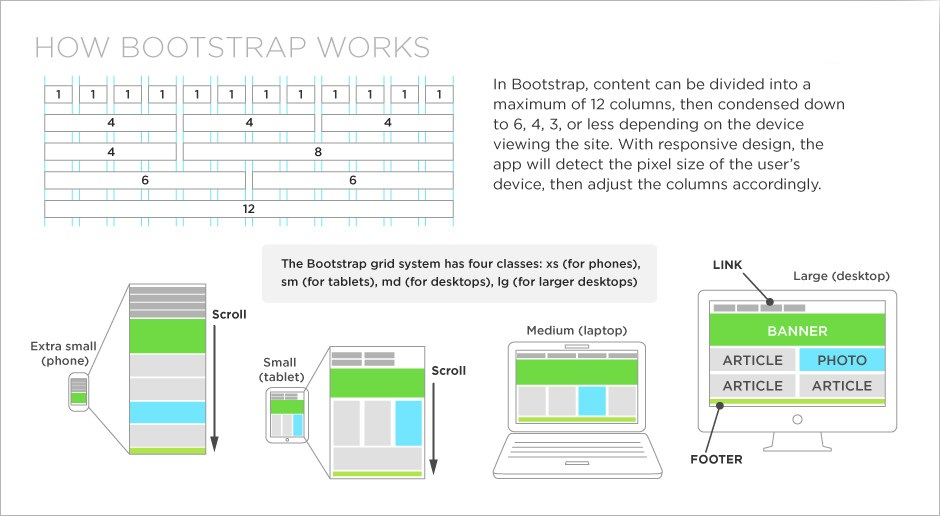 HOW BOOTSTRAP WORKS
1 1 1 1 1 1 1 1 1 1 1 1
4 4 4
4 8
6 6
12
In Bootstrap, content can be divided into a
maximum of 12 columns, then condensed down
to 6, 4, 3, or less depending on the device
viewing the site. With responsive design, the
app will detect the pixel size of the user’s
device, then adjust the columns accordingly.
The Bootstrap grid system has four classes: xs (for phones),
sm (for tablets), md (for desktops), lg (for larger desktops)
Extra small
(phone)
Scroll
Small
(tablet)
Scroll
Medium (laptop)
LINK
Large (desktop)
BANNER
ARTICLE PHOTO
ARTICLE ARTICLE
FOOTER